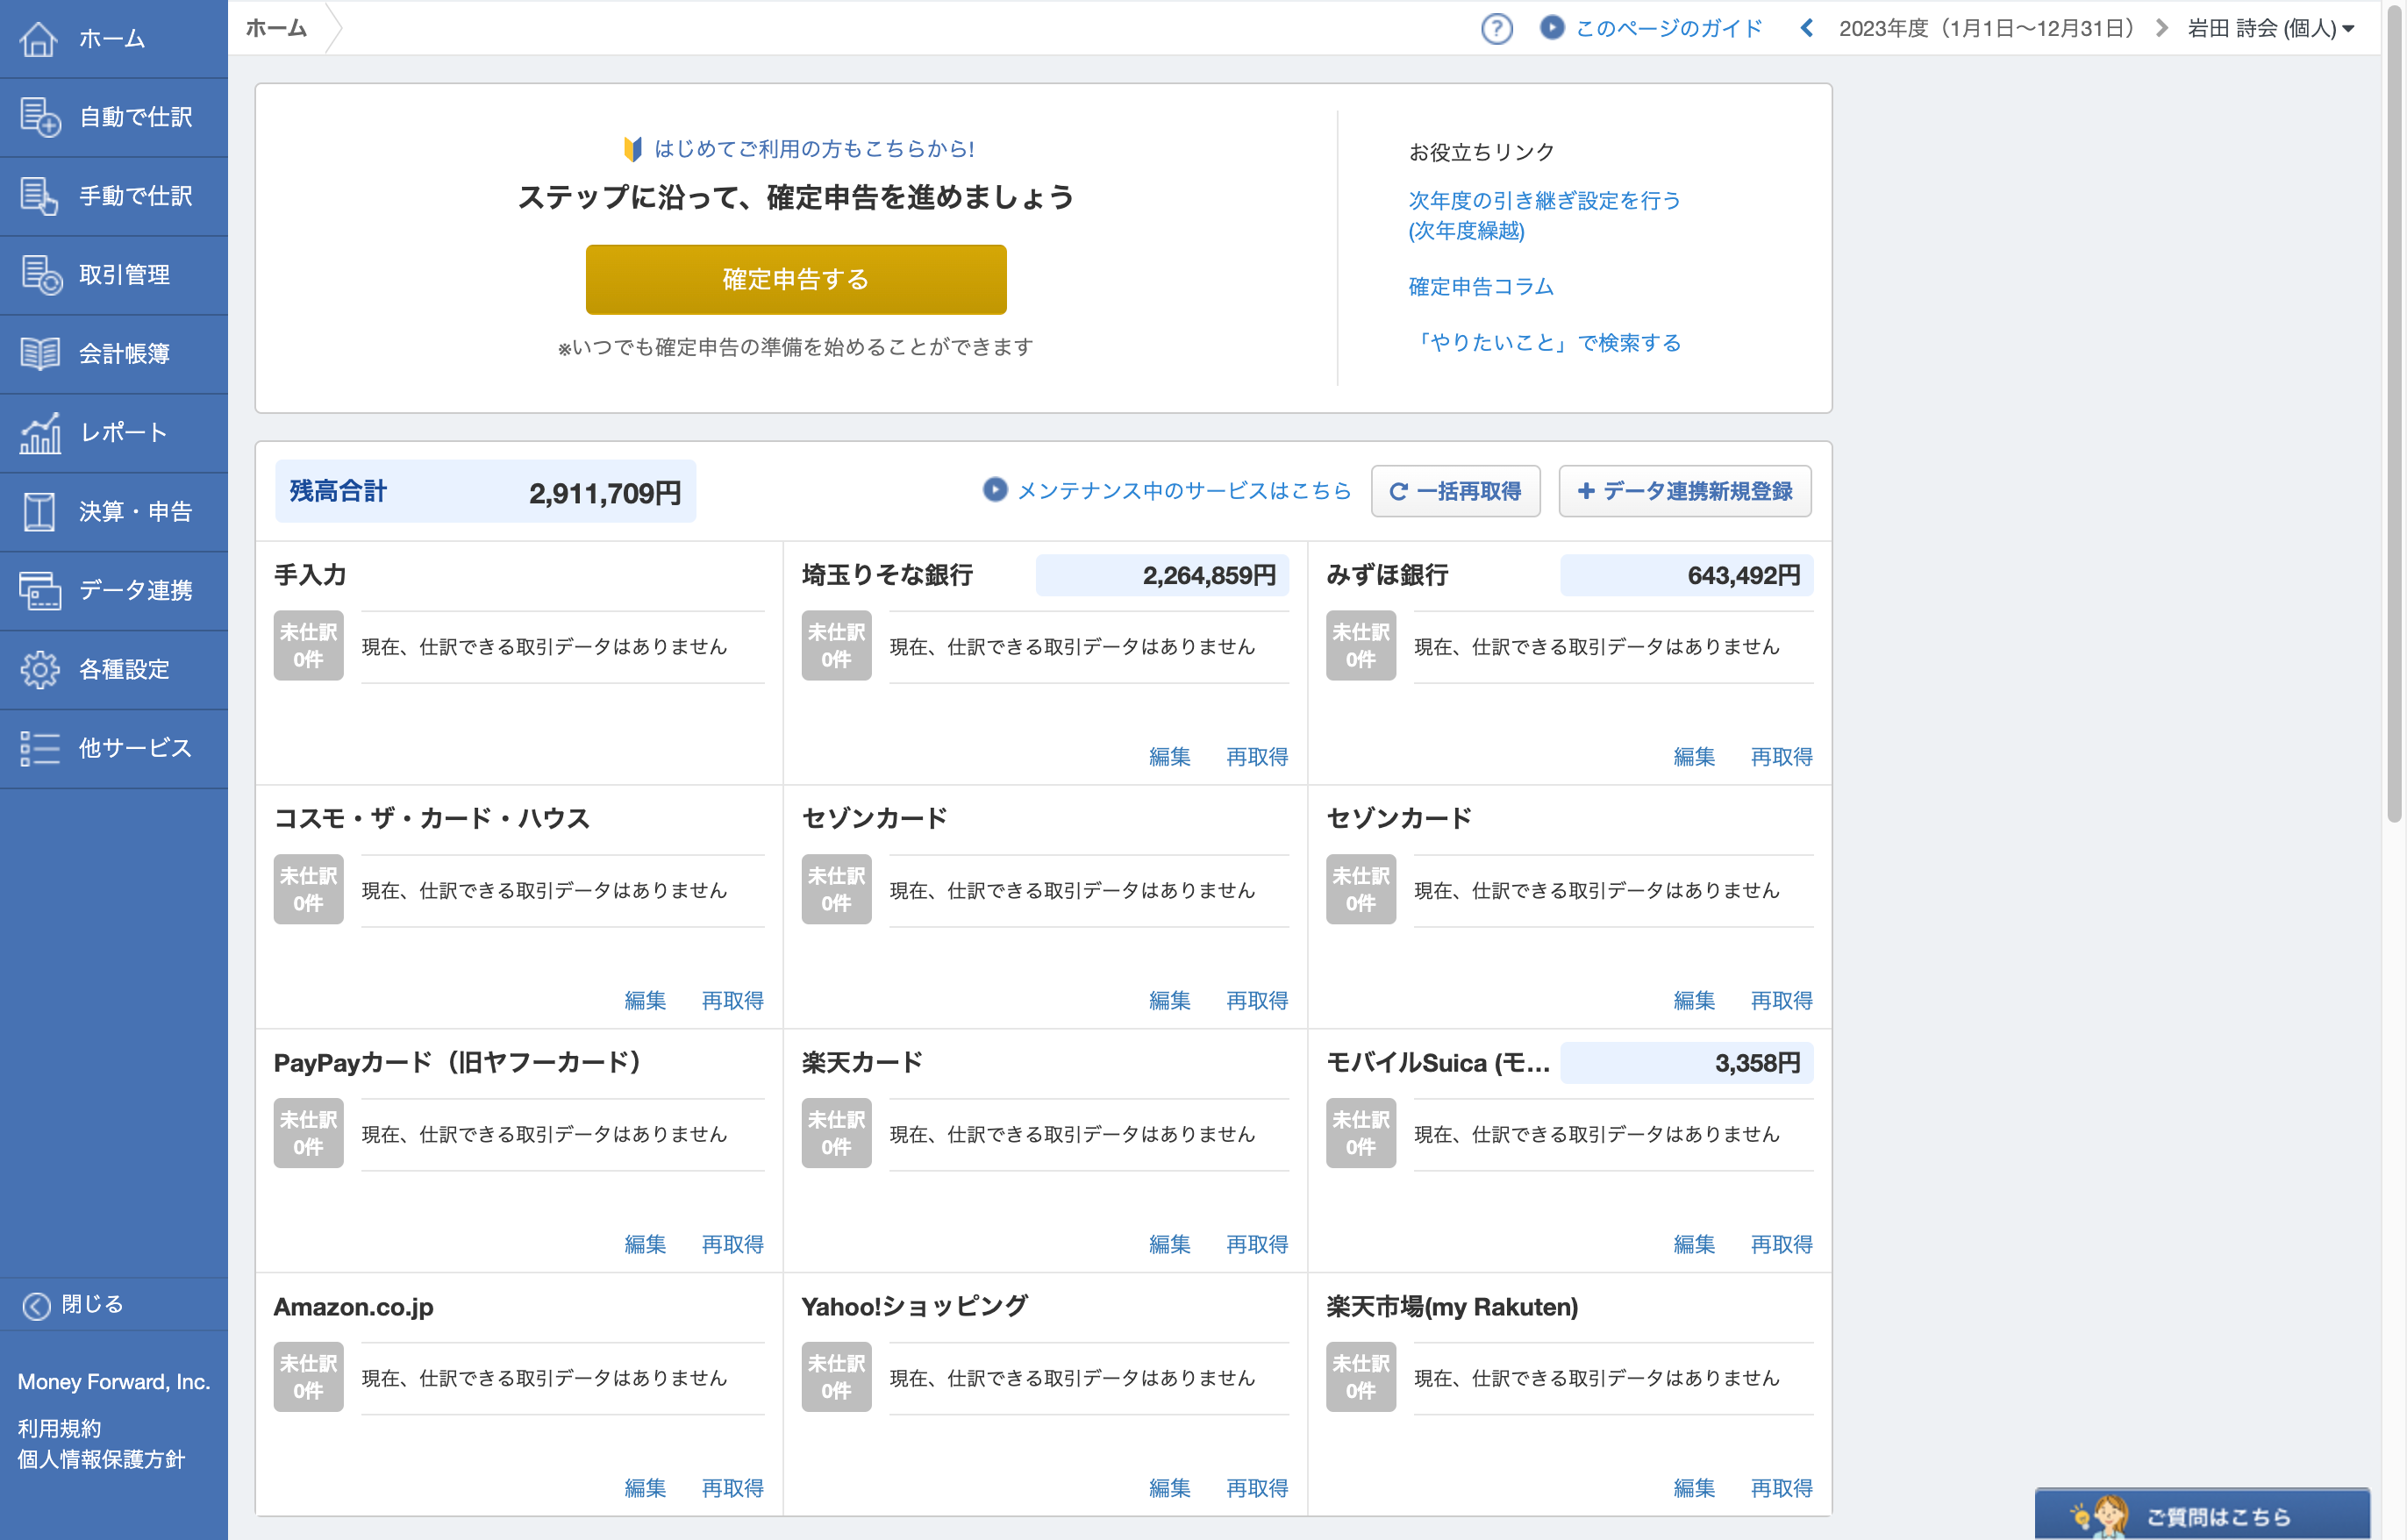 ホーム
自動で仕訳
手動で仕訳
取引管理
会計帳簿
レポート
決算・申告
データ連携
各種設定
他サービス
閉じる
Money Forward, Inc.
利用規約
個人情報保護方針
ホーム
? このページのガイド 2023年度（1月1日〜12月31日） 岩田 詩会 (個人)
はじめてご利用の方もこちらから!
ステップに沿って、確定申告を進めましょう
確定申告する
※いつでも確定申告の準備を始めることができます
お役立ちリンク
次年度の引き継ぎ設定を行う
(次年度繰越)
確定申告コラム
「やりたいこと」で検索する
残高合計 2,911,709円 メンテナンス中のサービスはこちら 一括再取得 データ連携新規登録
手入力
未仕訳
0件
現在、仕訳できる取引データはありません
埼玉りそな銀行 2,264,859円
未仕訳
0件
現在、仕訳できる取引データはありません
編集 再取得
みずほ銀行 643,492円
未仕訳
0件
現在、仕訳できる取引データはありません
編集 再取得
コスモ・ザ・カード・ハウス
未仕訳
0件
現在、仕訳できる取引データはありません
編集 再取得
セゾンカード
未仕訳
0件
現在、仕訳できる取引データはありません
編集 再取得
セゾンカード
未仕訳
0件
現在、仕訳できる取引データはありません
編集 再取得
PayPayカード（旧ヤフーカード）
未仕訳
0件
現在、仕訳できる取引データはありません
編集 再取得
楽天カード
未仕訳
0件
現在、仕訳できる取引データはありません
編集 再取得
モバイルSuica (モ... 3,358円
未仕訳
0件
現在、仕訳できる取引データはありません
編集 再取得
Amazon.co.jp
未仕訳
0件
現在、仕訳できる取引データはありません
編集 再取得
Yahoo!ショッピング
未仕訳
0件
現在、仕訳できる取引データはありません
編集 再取得
楽天市場(my Rakuten)
未仕訳
0件
現在、仕訳できる取引データはありません
編集 再取得
ご質問はこちら